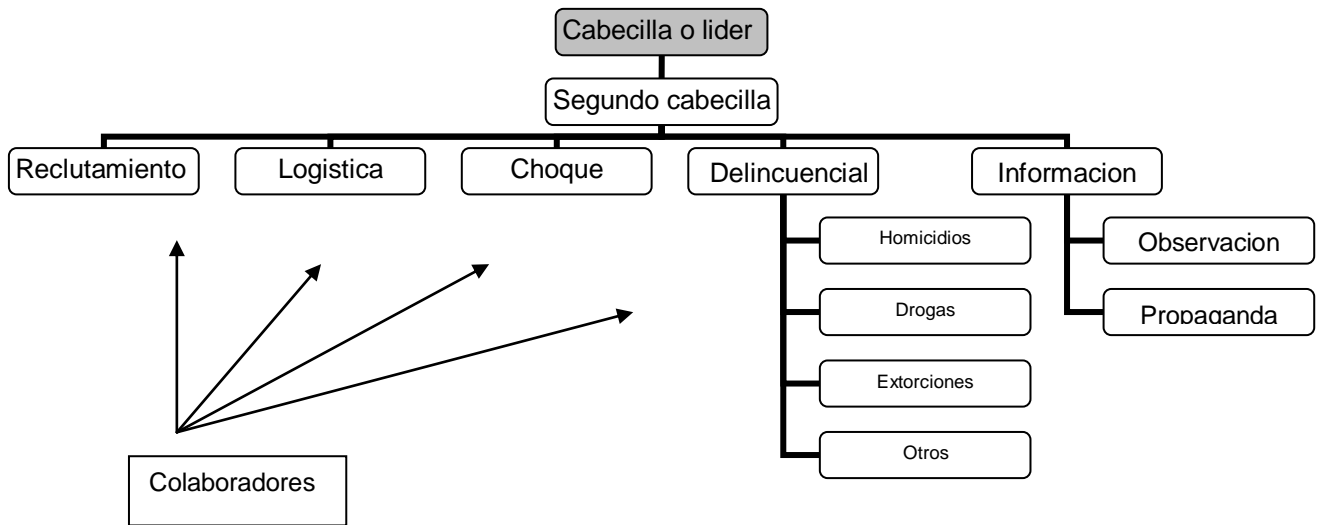 Cabecilla o lider
Segundo cabecilla
Reclutamiento
Logistica
Choque
Delincuencial
Informacion
Homicidios
Observacion
Drogas
Propaganda
Extorciones
Otros
Colaboradores